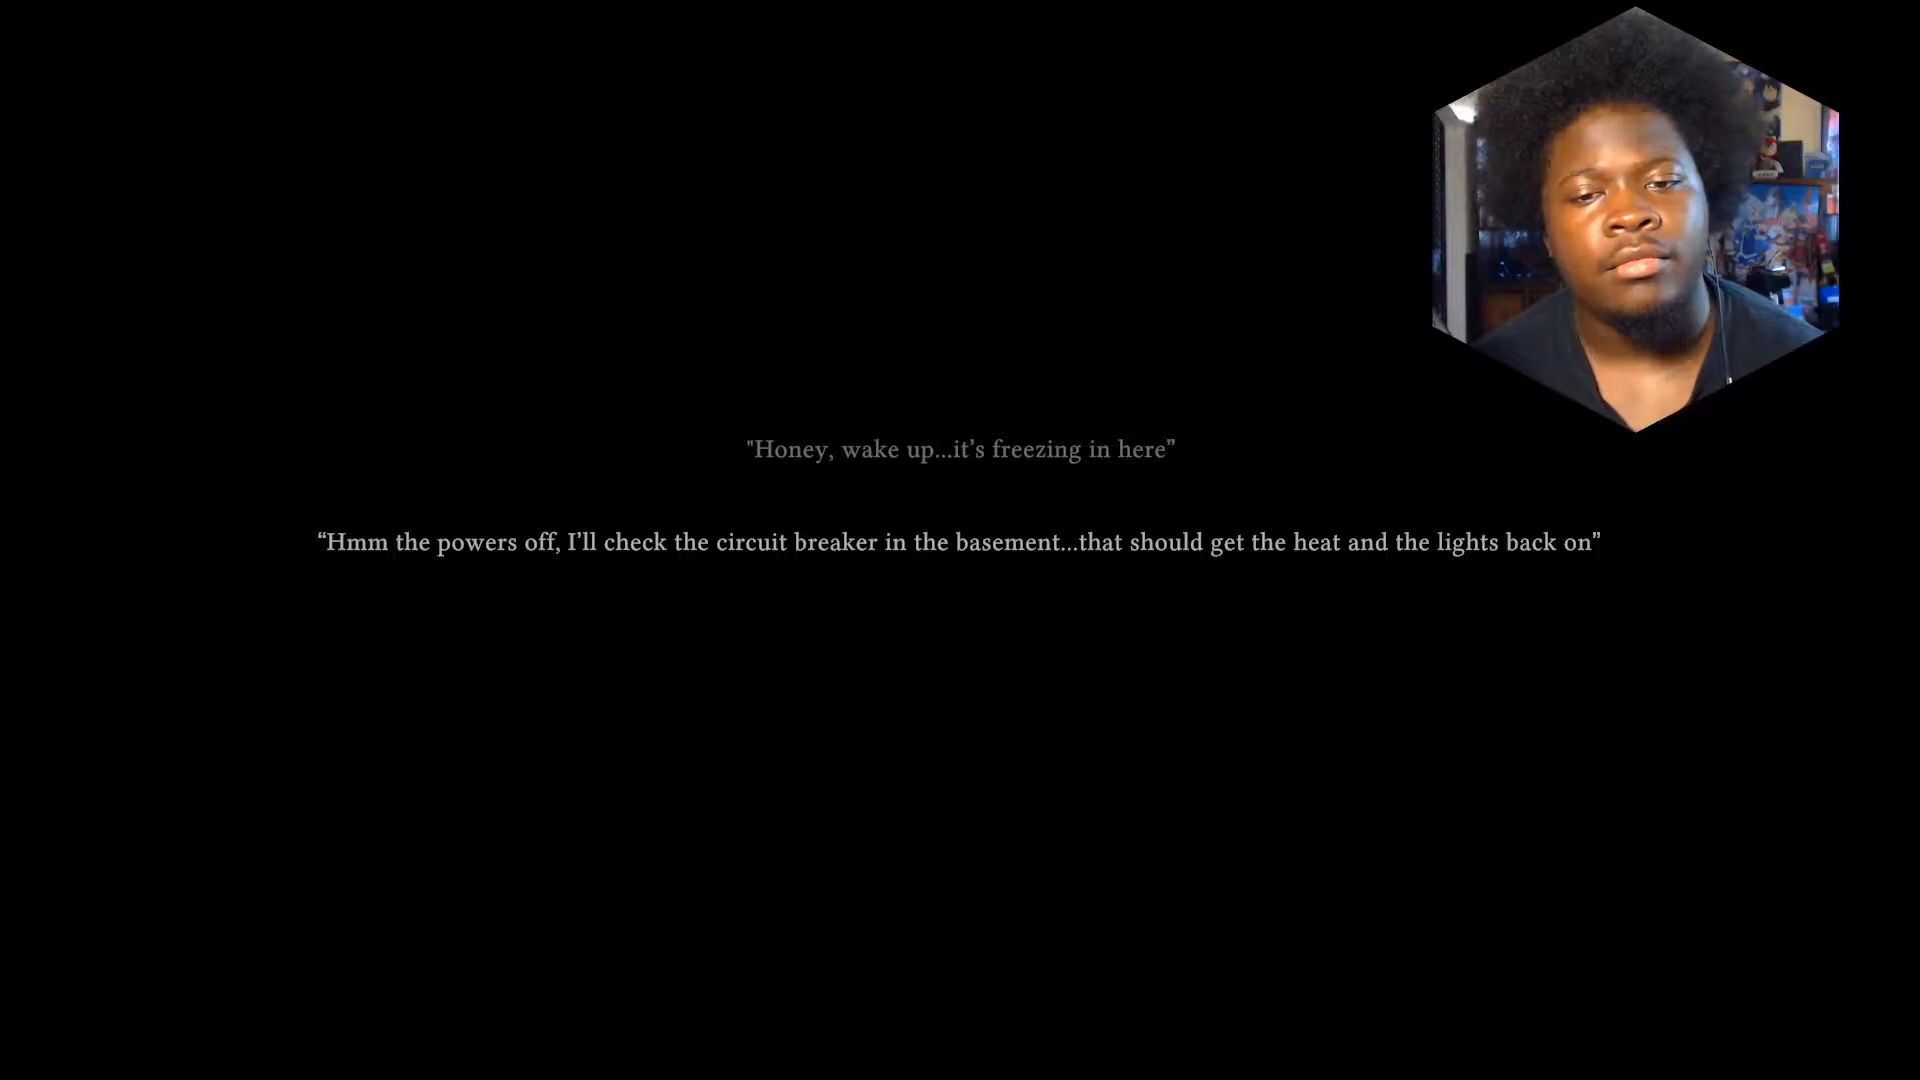 "Honey, wake up...it’s freezing in here”
“Hmm the powers off, I’ll check the circuit breaker in the basement...that should get the heat and the lights back on”